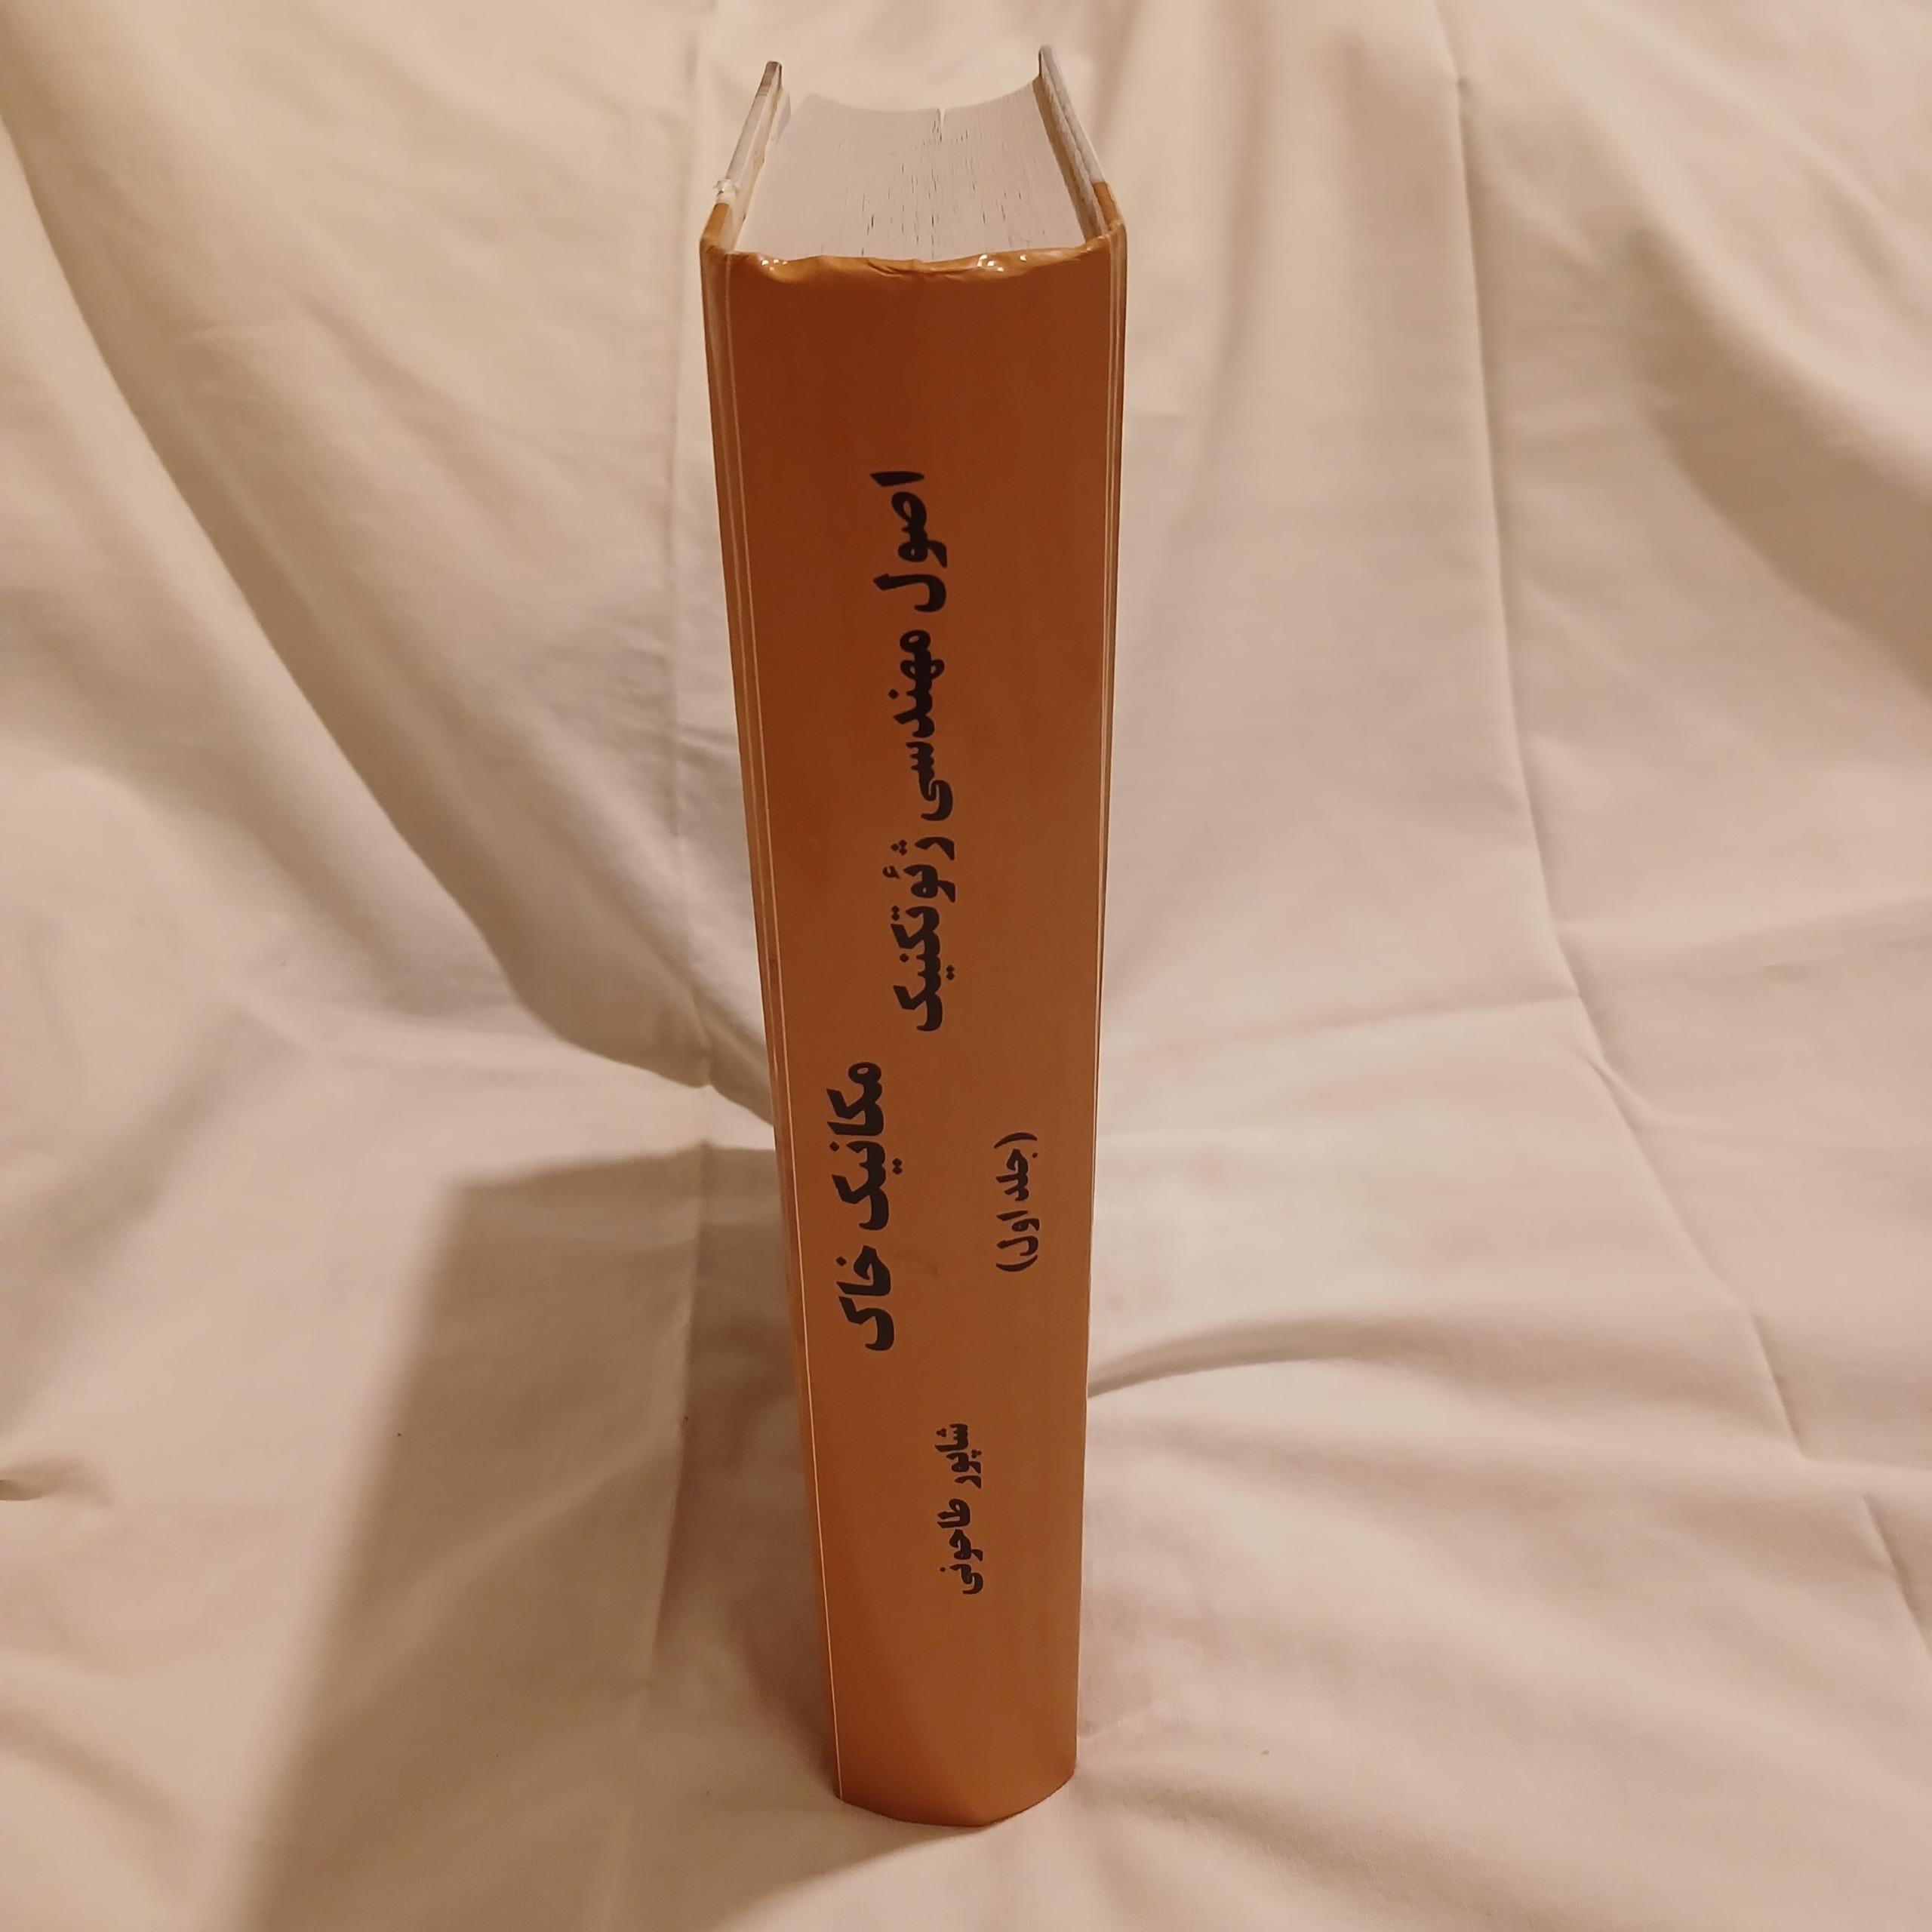 اصول مهندسی ژئوتکنیک
مکانیک خاک
(جلد اول)
شاپور طاحونی